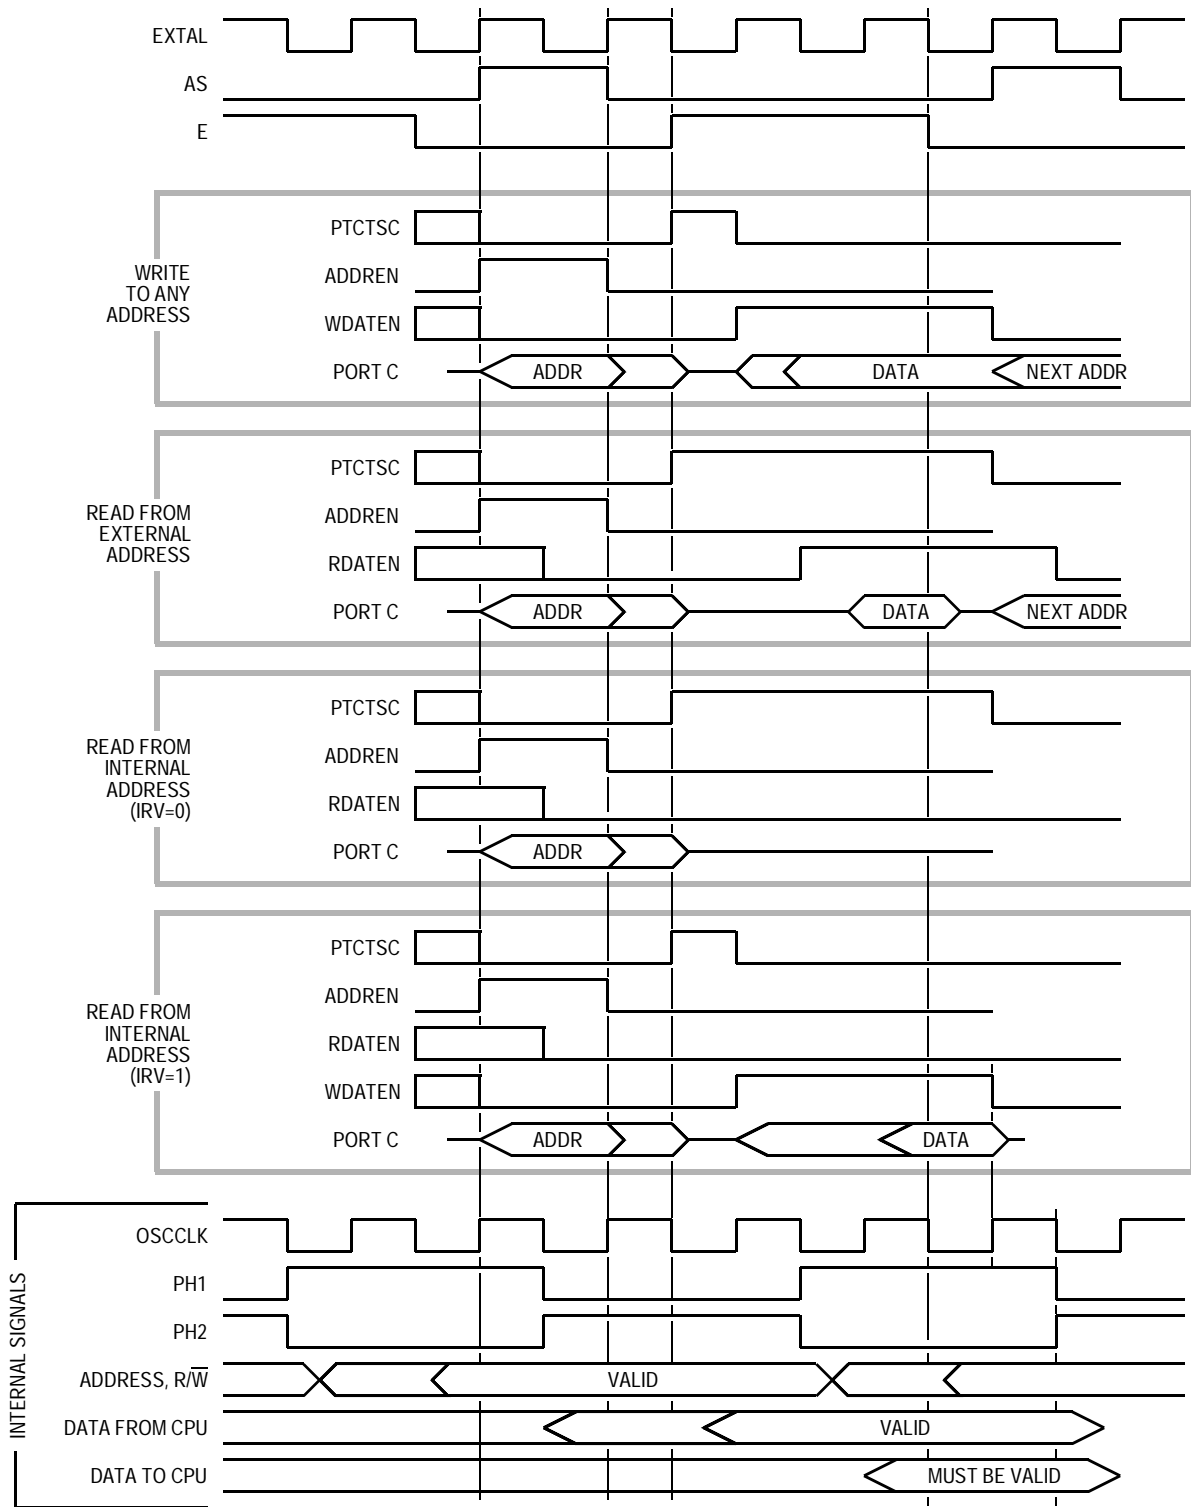 EXTAL
AS
E
WRITE
TO ANY
ADDRESS
PTCTSC
ADDREN
WDATEN
PORT C
ADDR
DATA
NEXT ADDR
READ FROM
EXTERNAL
ADDRESS
PTCTSC
ADDREN
RDATEN
PORT C
ADDR
DATA
NEXT ADDR
READ FROM
INTERNAL
ADDRESS
(IRV=0)
PTCTSC
ADDREN
RDATEN
PORT C
ADDR
READ FROM
INTERNAL
ADDRESS
(IRV=1)
PTCTSC
ADDREN
RDATEN
WDATEN
PORT C
ADDR
DATA
INTERNAL SIGNALS
OSCCLK
PH1
PH2
ADDRESS, R/W̅
VALID
DATA FROM CPU
VALID
DATA TO CPU
MUST BE VALID